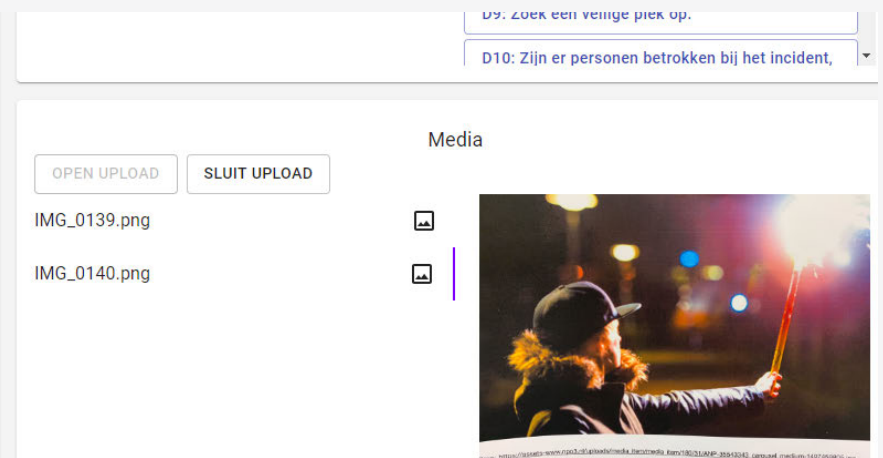 D9: Zoek een veilige plek op.
D10: Zijn er personen betrokken bij het incident,
Media
OPEN UPLOAD
SLUIT UPLOAD
IMG_0139.png
IMG_0140.png